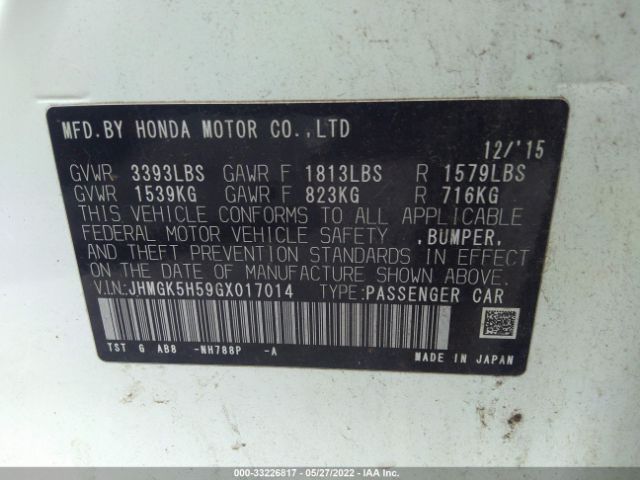 MFD.BY HONDA MOTOR CO.,LTD
12/'15
GVWR 3393LBS GAWR F 1813LBS R 1579LBS
GVWR 1539KG GAWR F 823KG R 716KG
THIS VEHICLE CONFORMS TO ALL APPLICABLE
FEDERAL MOTOR VEHICLE SAFETY ,BUMPER,
AND THEFT PREVENTION STANDARDS IN EFFECT
ON THE DATE OF MANUFACTURE SHOWN ABOVE.
V.I.N.:JHMGK5H59GX017014 TYPE:PASSENGER CAR
TST G AB8 -NH788P -A
MADE IN JAPAN
000-33226817 - 05/27/2022 - IAA Inc.